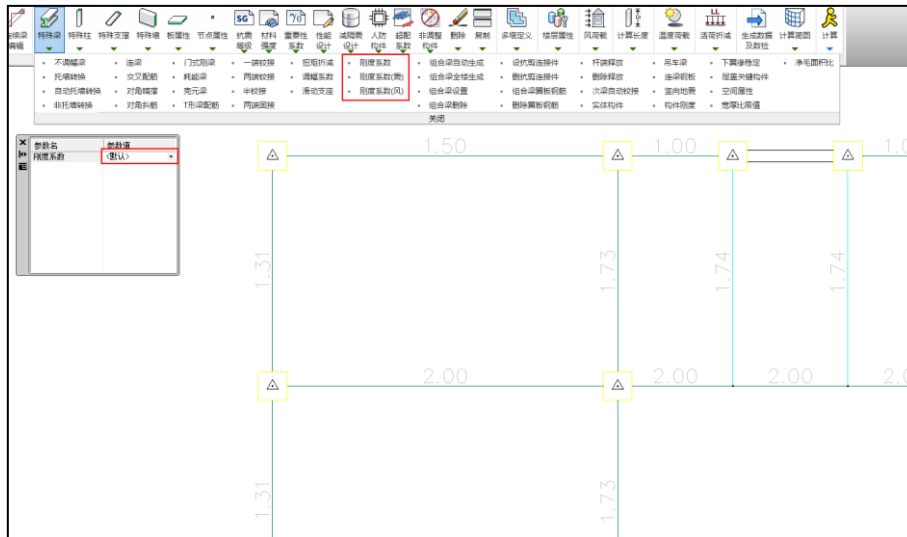 特殊梁 特殊柱 特殊支座 特殊墙 板属性 节点属性 抗震等级 材料强度 重要性系数 性能设计 减隔震设计 人防构件 超配系数 非调整构件 删除 复制 多塔定义 楼层属性 风荷载 计算长度 温度荷载 活荷折减 生成数据及数检 计算简图 计算
不调幅梁 连梁 门式刚梁 一端铰接 扭矩折减 刚度系数 组合梁自动生成 设抗剪连接件 杆端释放 吊车梁 下翼缘稳定 净毛面积比
托墙转换 交叉配筋 耗能梁 两端铰接 调幅系数 刚度系数(震) 组合梁全楼生成 删抗剪连接件 删除释放 连梁钢板 屋盖关键构件
自动托墙转换 对角暗撑 壳元梁 半铰接 滑动支座 刚度系数(风) 组合梁设置 组合梁翼板钢筋 次梁自动铰接 竖向地震 空间属性
非托墙转换 对角斜筋 T形梁配筋 两端固接 组合梁删除 删除翼板钢筋 实体构件 构件刚度 宽厚比限值
关闭
参数名 参数值
刚度系数 <默认>
1.50 1.00 1.0
1.31 1.73 1.74 1.74
2.00 2.00 2.00 2.0
1.31 1.73